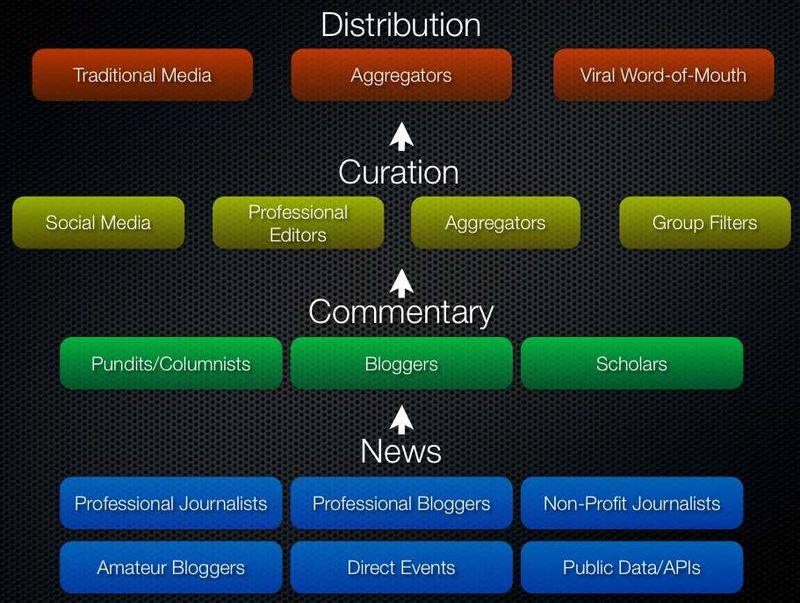 Distribution
Traditional Media
Aggregators
Viral Word-of-Mouth
Curation
Social Media
Professional
Editors
Aggregators
Group Filters
Commentary
Pundits/Columnists
Bloggers
Scholars
News
Professional Journalists
Professional Bloggers
Non-Profit Journalists
Amateur Bloggers
Direct Events
Public Data/APIs